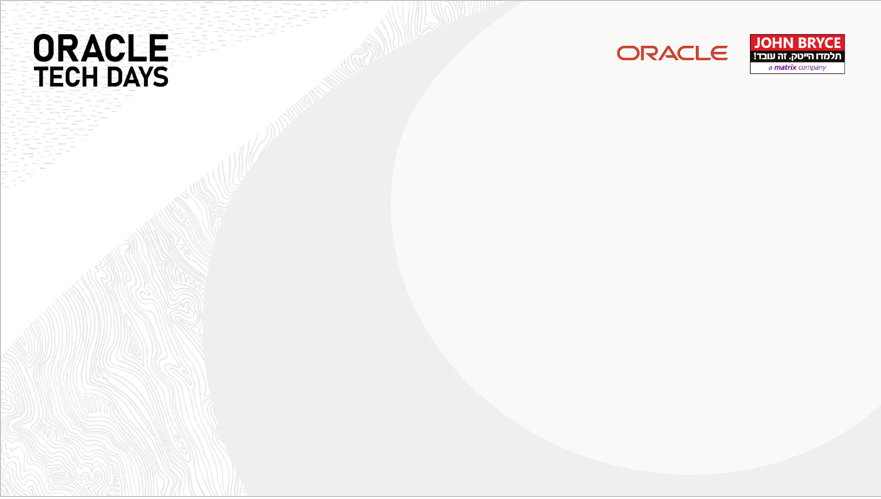 ORACLE
TECH DAYS
ORACLE
JOHN BRYCE
תלמדו הייטק. זה עובד!
a matrix company